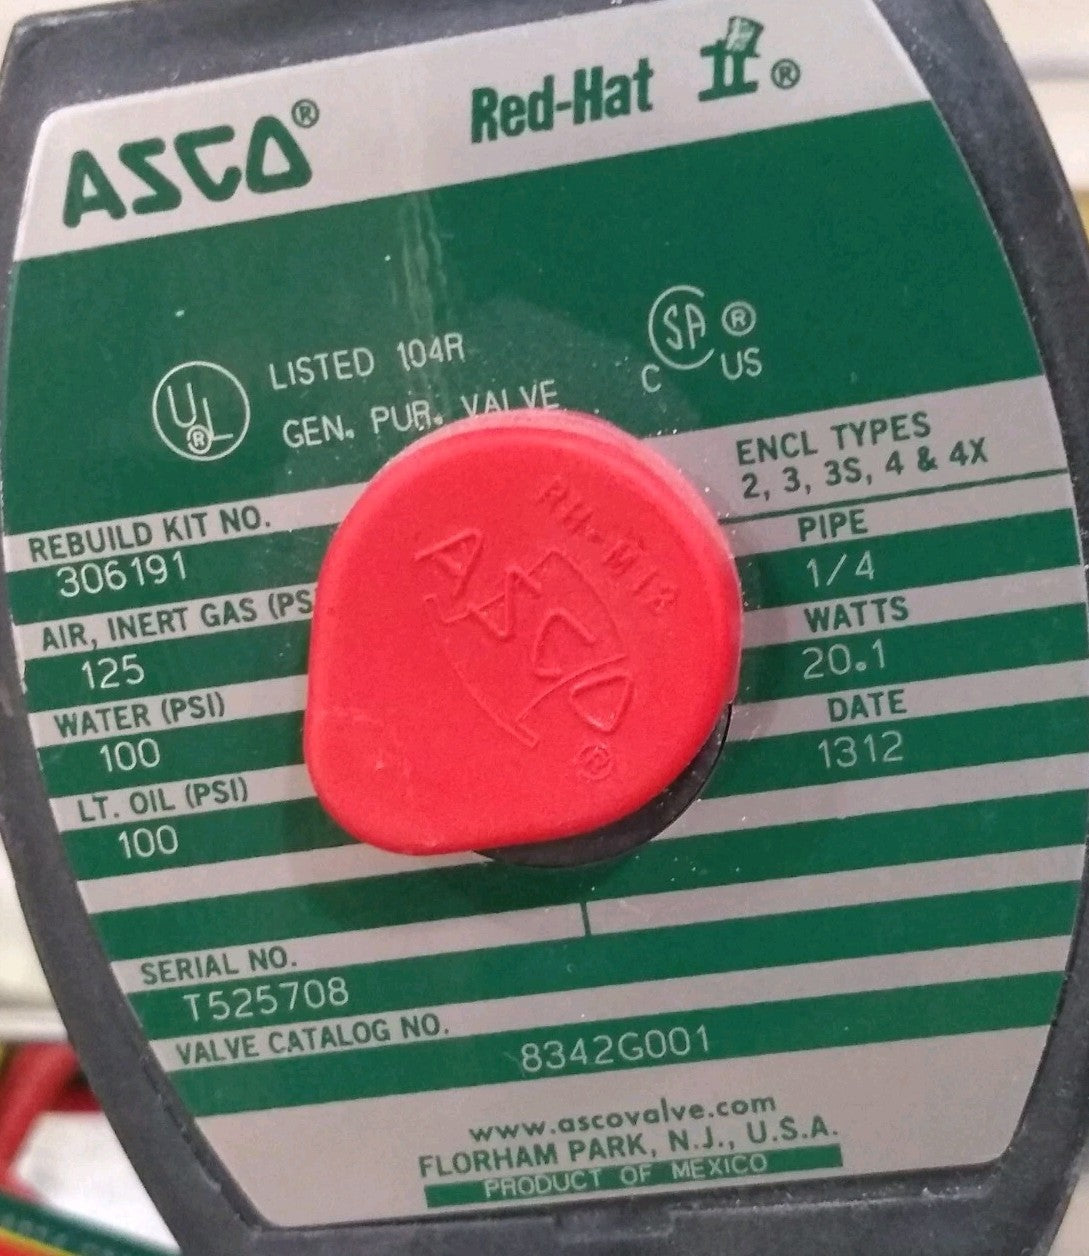 ASCO®
Red-Hat II®
UL® LISTED 104R
GEN. PUR. VALVE
C SA® US
ENCL TYPES
2, 3, 3S, 4 & 4X
REBUILD KIT NO.
306191
AIR, INERT GAS (PS
125
WATER (PSI)
100
LT. OIL (PSI)
100
PIPE
1/4
WATTS
20.1
DATE
1312
ASCO®
SERIAL NO.
T525708
VALVE CATALOG NO.
8342G001
www.ascovalve.com
FLORHAM PARK, N.J., U.S.A.
PRODUCT OF MEXICO